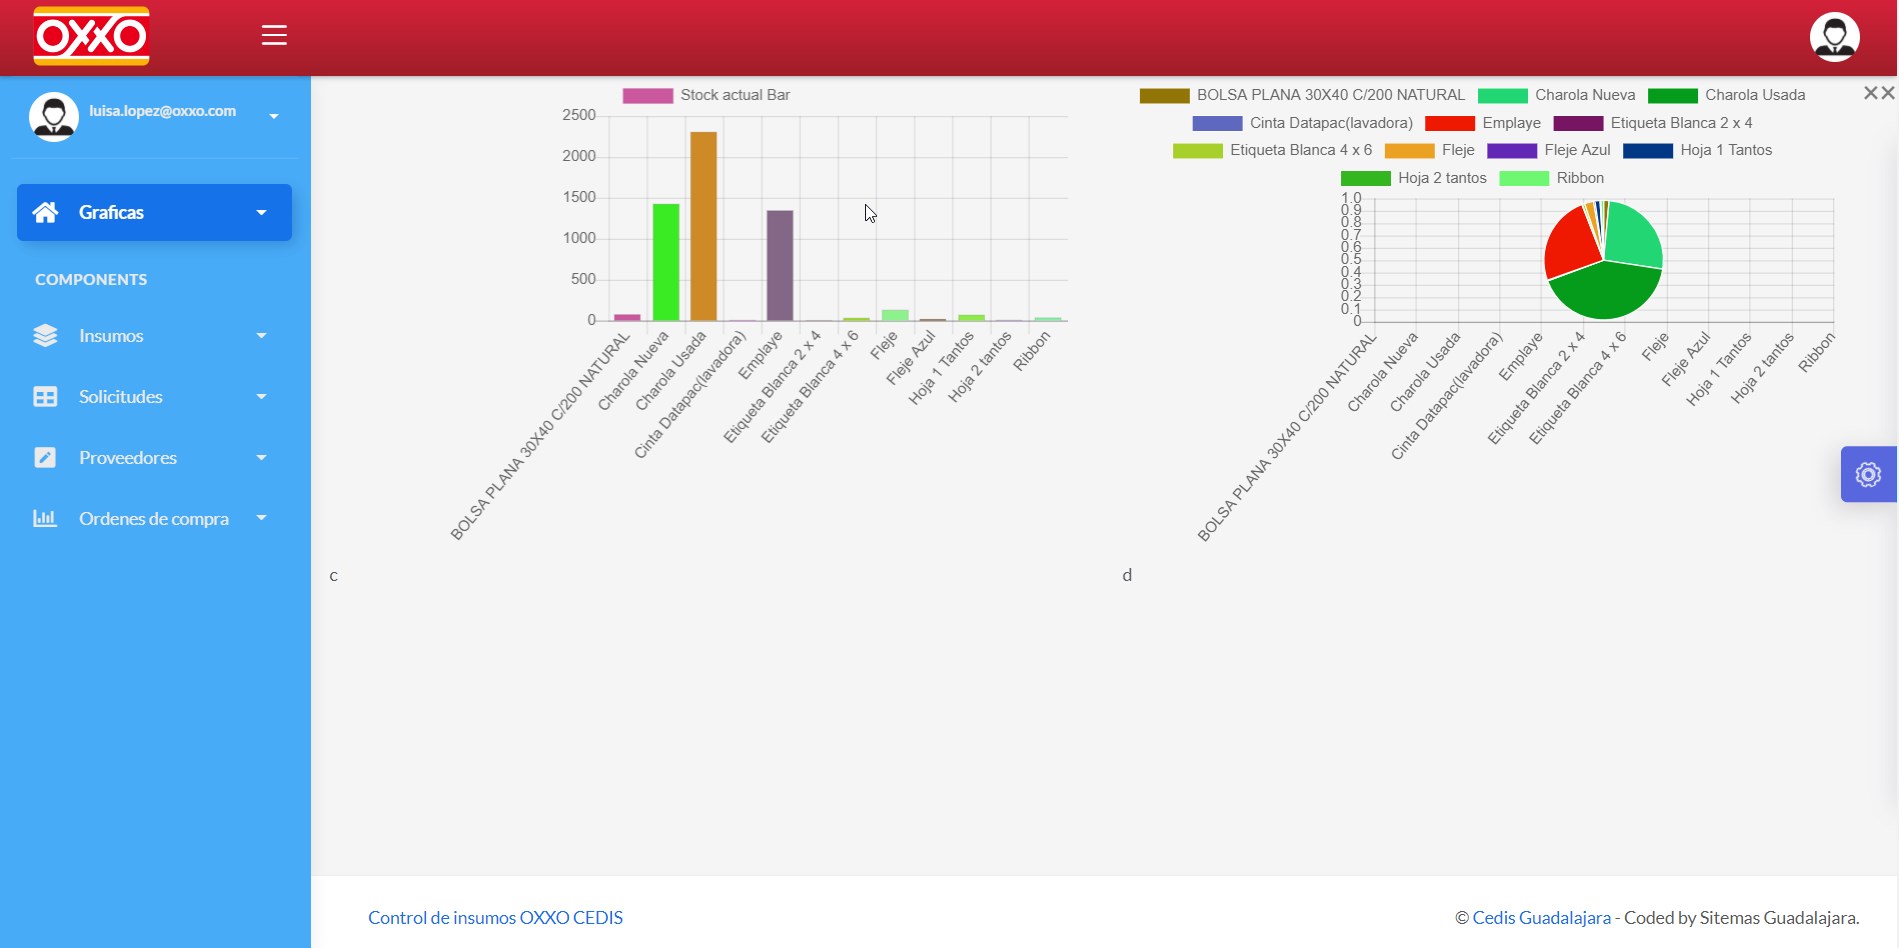 OXXO
luisa.lopez@oxxo.com
Graficas
COMPONENTS
Insumos
Solicitudes
Proveedores
Ordenes de compra
Stock actual Bar
2500
2000
1500
1000
500
0
BOLSA PLANA 30X40 C/200 NATURAL
Charola Nueva
Charola Usada
Cinta Datapac(lavadora)
Emplaye
Etiqueta Blanca 2 x 4
Etiqueta Blanca 4 x 6
Fleje
Fleje Azul
Hoja 1 Tantos
Hoja 2 tantos
Ribbon
BOLSA PLANA 30X40 C/200 NATURAL Charola Nueva Charola Usada
Cinta Datapac(lavadora) Emplaye Etiqueta Blanca 2 x 4
Etiqueta Blanca 4 x 6 Fleje Fleje Azul Hoja 1 Tantos
Hoja 2 tantos Ribbon
1.0
0.9
0.8
0.7
0.6
0.5
0.4
0.3
0.2
0.1
0
BOLSA PLANA 30X40 C/200 NATURAL
Charola Nueva
Charola Usada
Cinta Datapac(lavadora)
Emplaye
Etiqueta Blanca 2 x 4
Etiqueta Blanca 4 x 6
Fleje
Fleje Azul
Hoja 1 Tantos
Hoja 2 tantos
Ribbon
c
d
Control de insumos OXXO CEDIS
© Cedis Guadalajara - Coded by Sitemas Guadalajara.